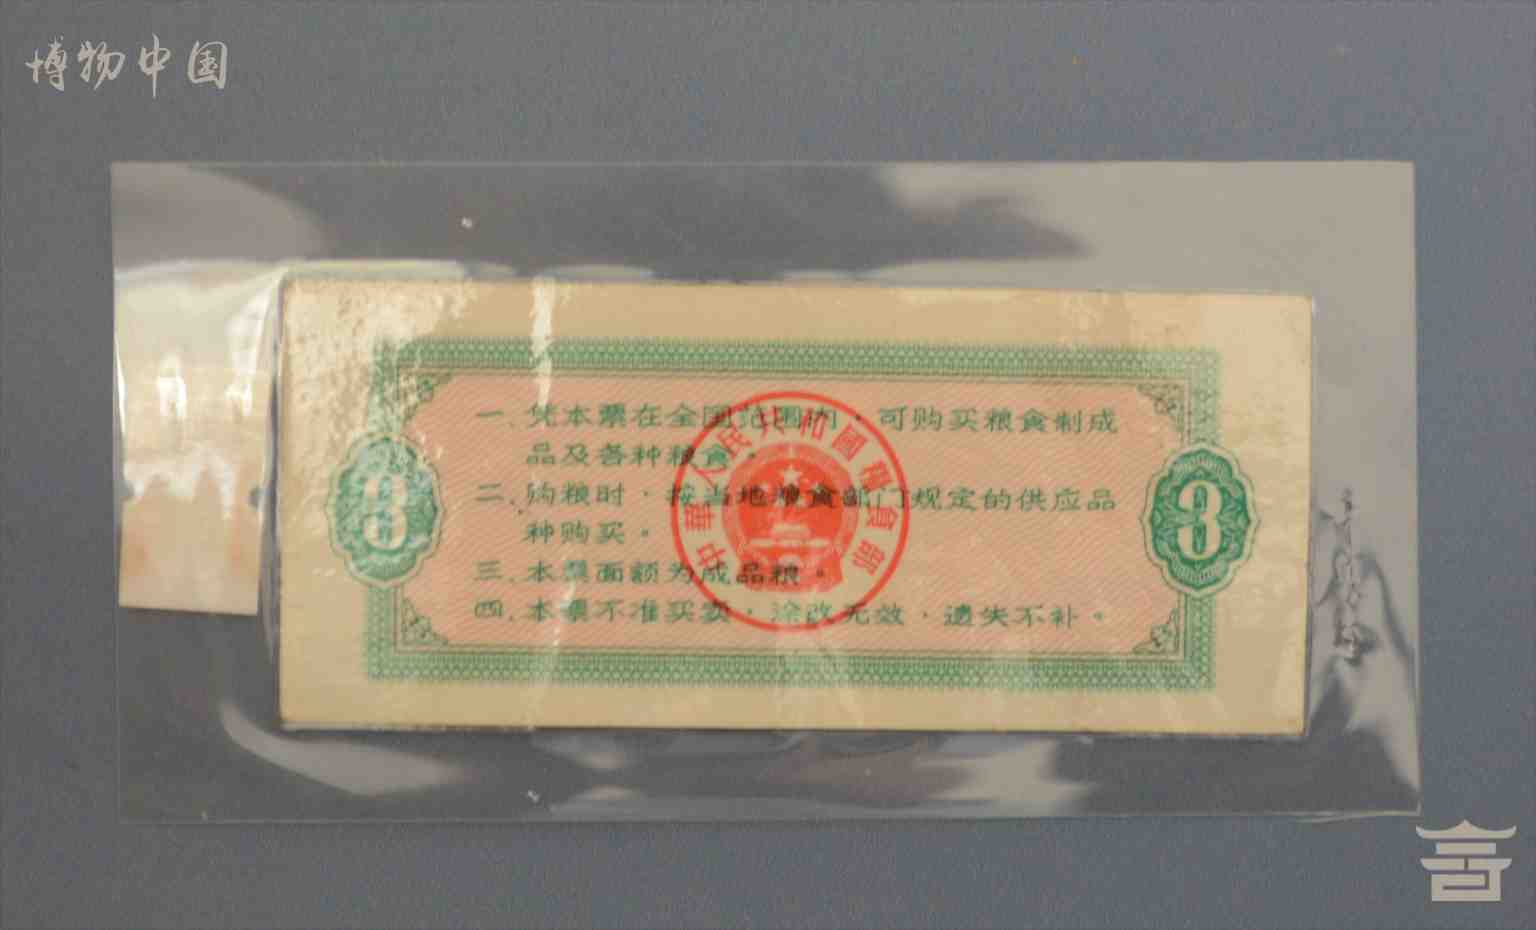 博物中国
一、凭本票在全国范围内，可购买粮食制成
品及各种粮食。
二、购粮时，按当地粮食部门规定的供应品
种购买。
三、本票面额为成品粮。
四、本票不准买卖，涂改无效，遗失不补。
中華人民共和國糧食部
3
3